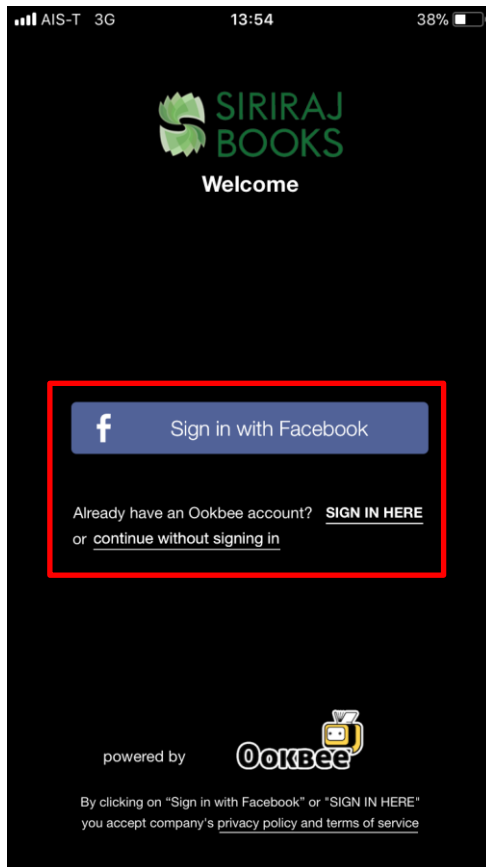 AIS-T 3G 13:54 38%
SIRIRAJ
BOOKS
Welcome
f Sign in with Facebook
Already have an Ookbee account? SIGN IN HERE
or continue without signing in
powered by OOKBEE
By clicking on “Sign in with Facebook” or "SIGN IN HERE"
you accept company's privacy policy and terms of service